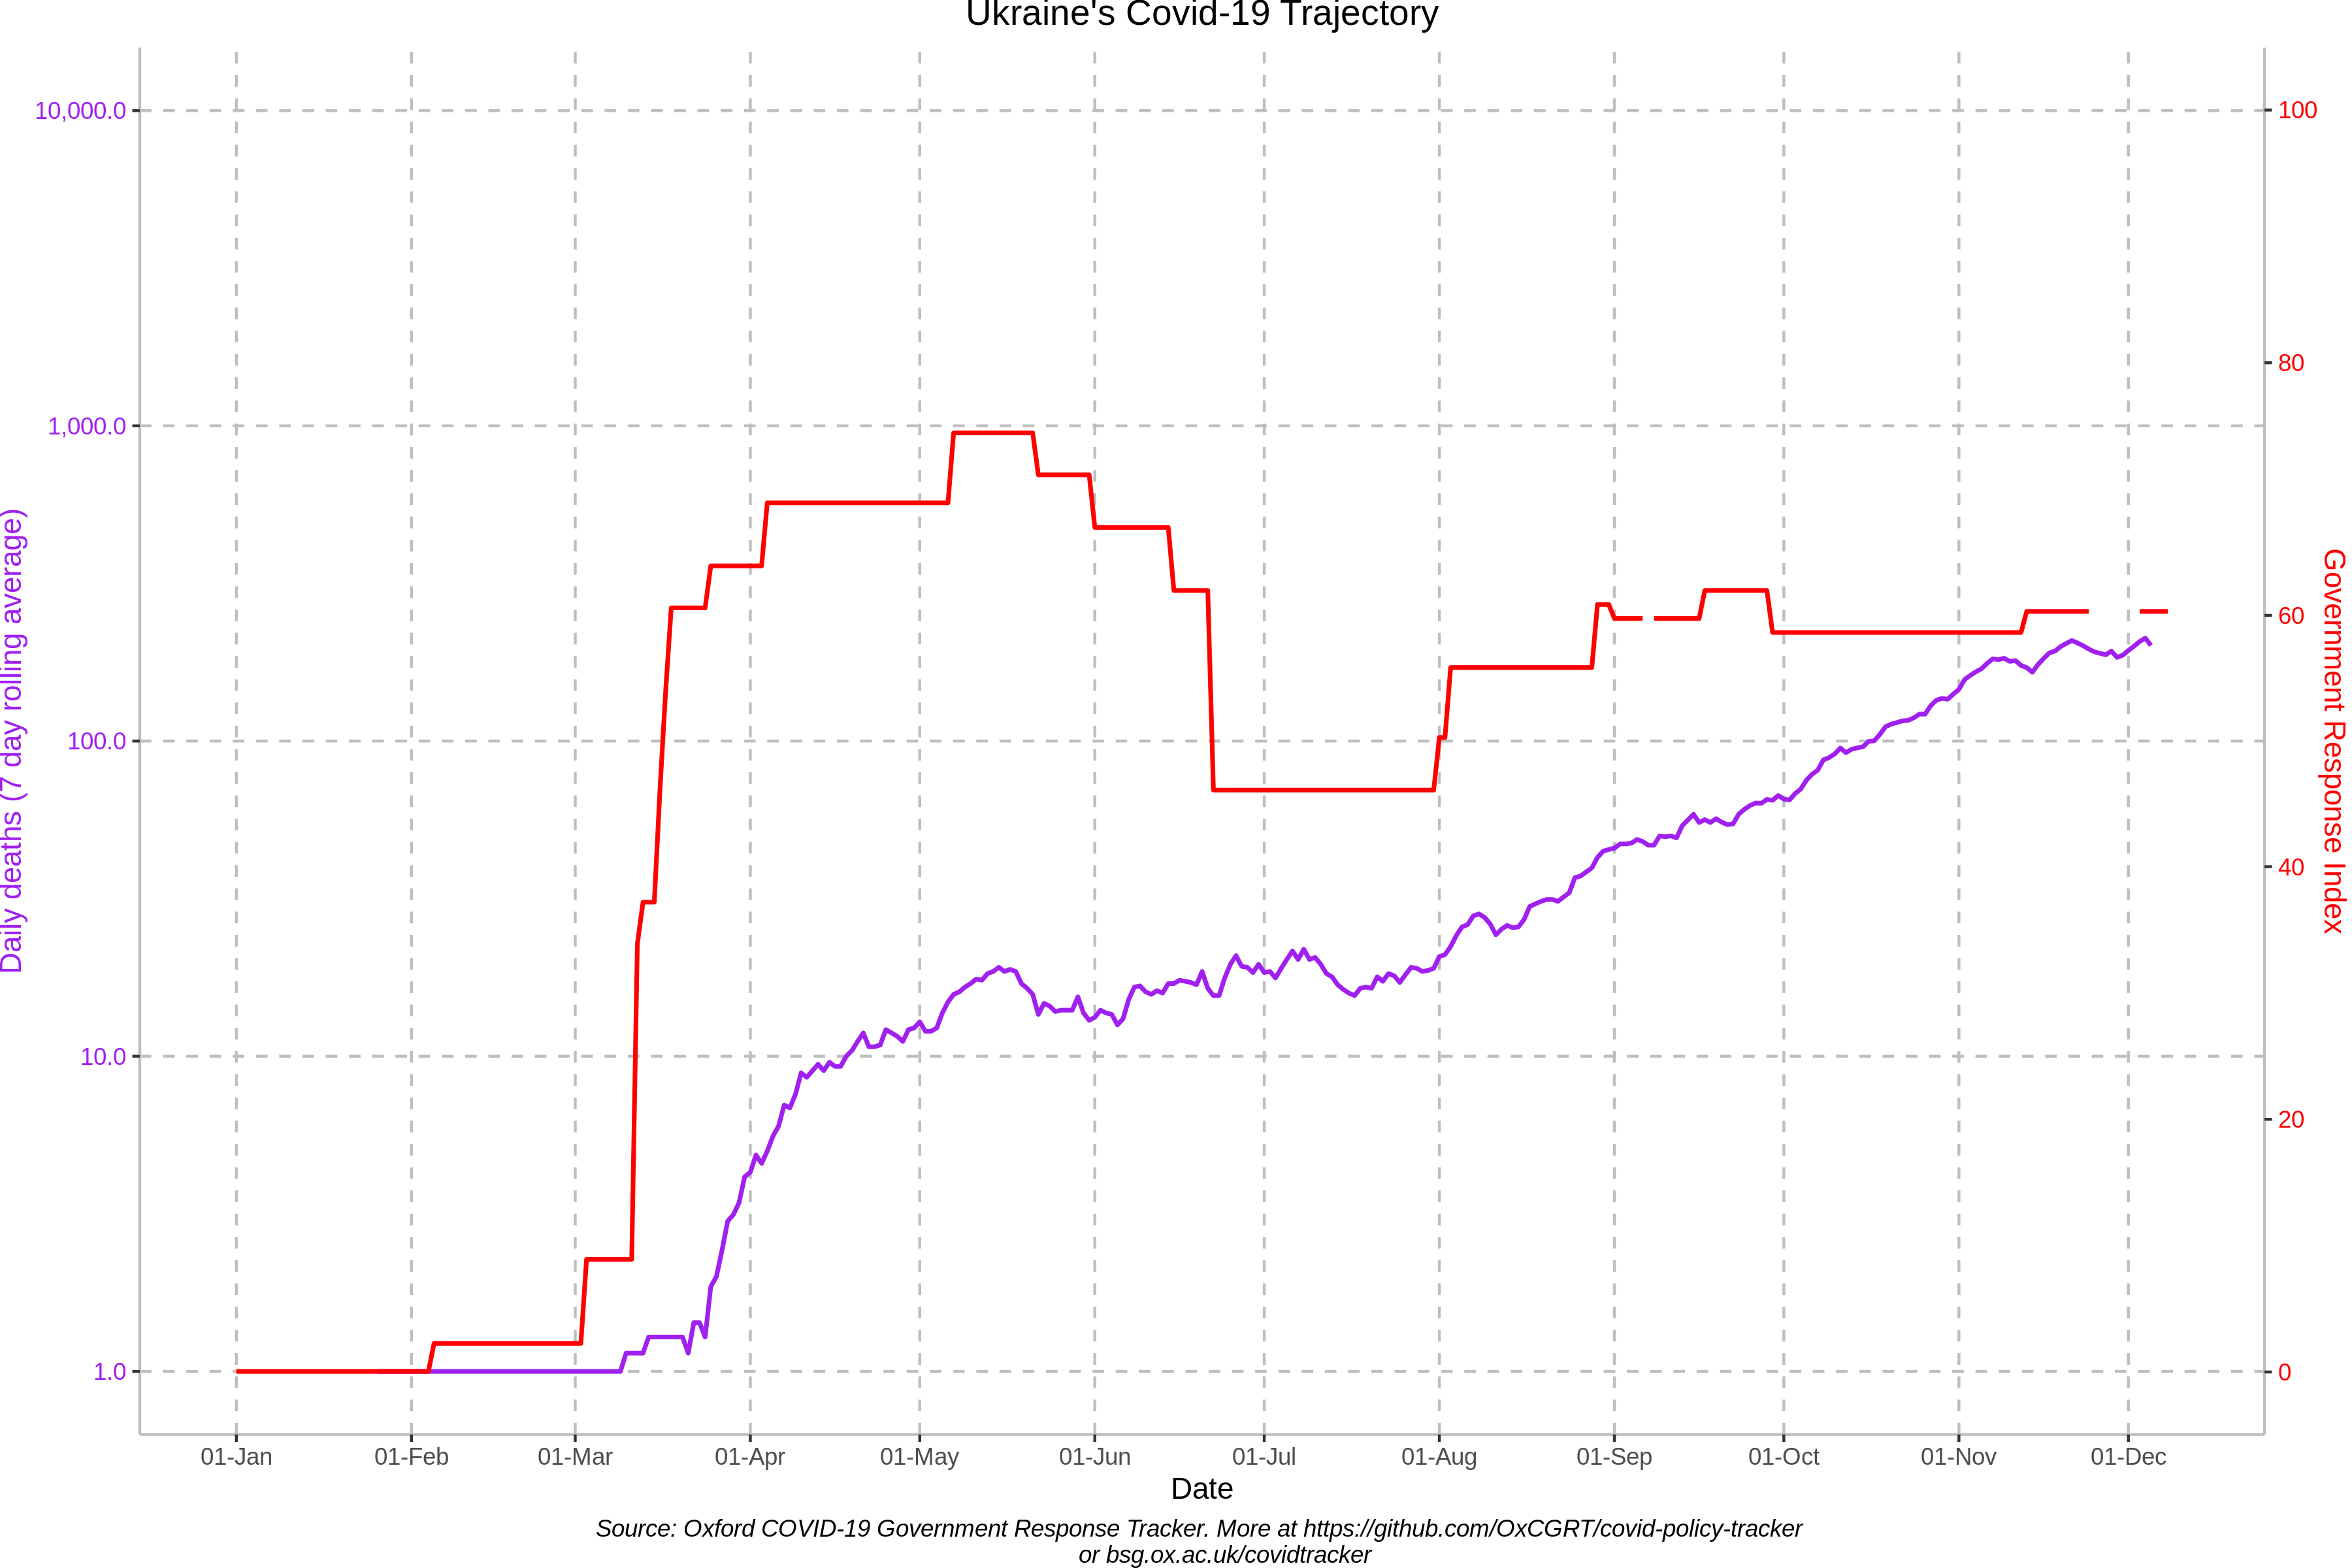 Ukraine's Covid-19 Trajectory
10,000.0
1,000.0
100.0
10.0
1.0
Daily deaths (7 day rolling average)
100
80
60
40
20
0
Government Response Index
01-Jan 01-Feb 01-Mar 01-Apr 01-May 01-Jun 01-Jul 01-Aug 01-Sep 01-Oct 01-Nov 01-Dec
Date
Source: Oxford COVID-19 Government Response Tracker. More at https://github.com/OxCGRT/covid-policy-tracker
or bsg.ox.ac.uk/covidtracker